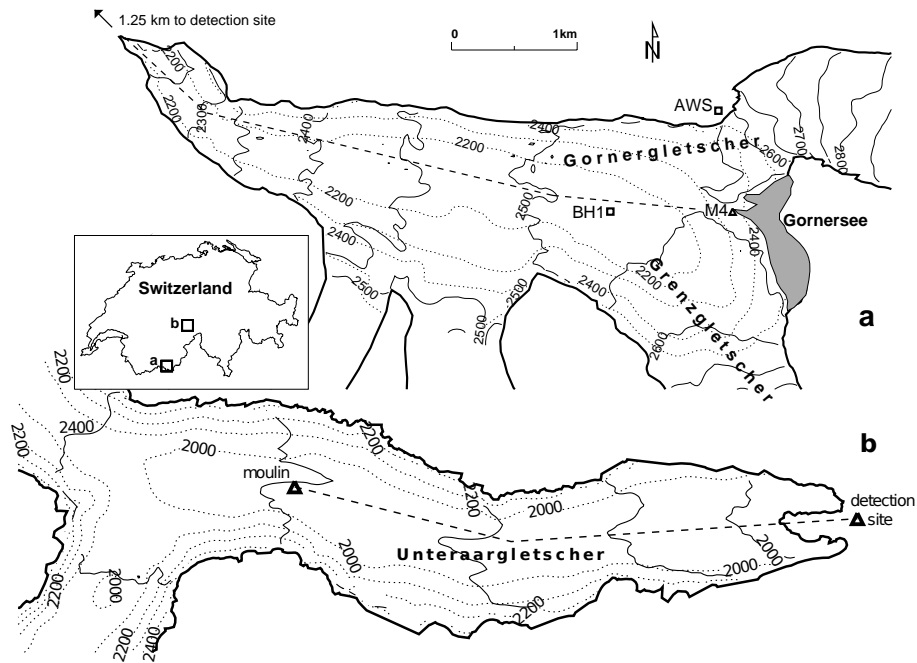 1.25 km to detection site
0 1km
N
AWS
2200
2200
2300
2400
2200
2400
Gornergletscher
2600
2700
2800
2200
2500
BH1
M4
Gornersee
2400
2400
2500
2500
2500
2400
2200
Grenzgletscher
2600
a
Switzerland
b
a
2200
2400
2200
2000
moulin
2200
2200
2000
b
detection
site
2000
Unteraargletscher
2000
2000
2000
2200
2200
2200
2400